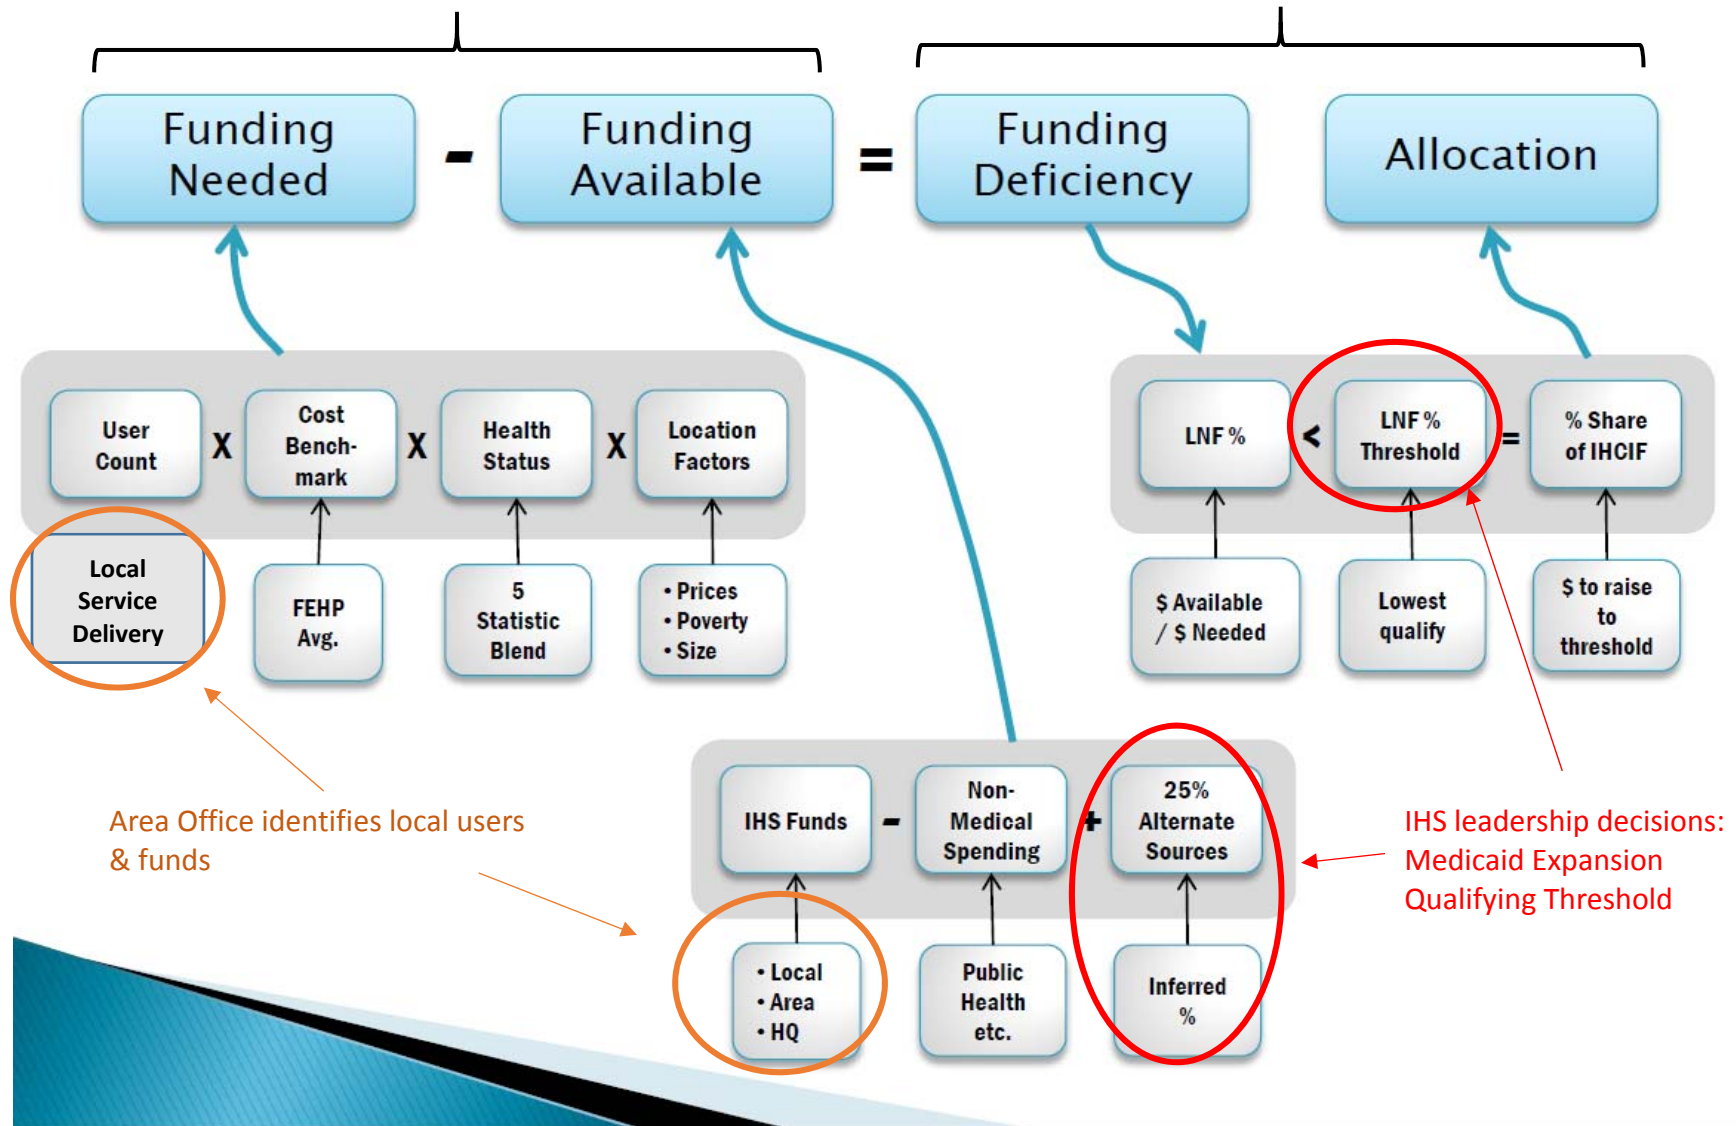 Funding
Needed
-
Funding
Available
=
Funding
Deficiency
Allocation
User
Count
X
Cost
Bench-
mark
X
Health
Status
X
Location
Factors
LNF %
<
LNF %
Threshold
=
% Share
of IHCIF
Local
Service
Delivery
FEHP
Avg.
5
Statistic
Blend
• Prices
• Poverty
• Size
$ Available
/ $ Needed
Lowest
qualify
$ to raise
to
threshold
Area Office identifies local users
& funds
IHS Funds
-
Non-
Medical
Spending
+
25%
Alternate
Sources
IHS leadership decisions:
Medicaid Expansion
Qualifying Threshold
• Local
• Area
• HQ
Public
Health
etc.
Inferred
%